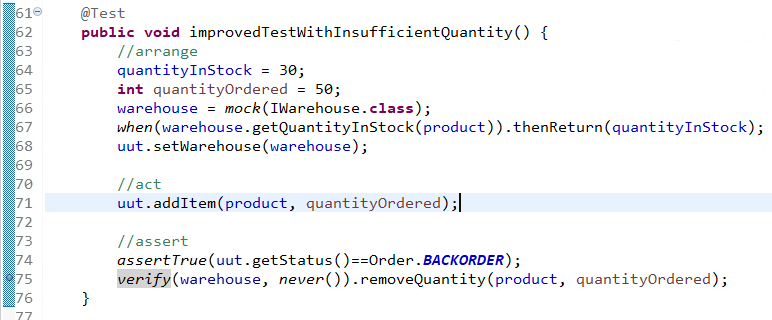 61 @Test
62 public void improvedTestWithInsufficientQuantity() {
63 //arrange
64 quantityInStock = 30;
65 int quantityOrdered = 50;
66 warehouse = mock(IWarehouse.class);
67 when(warehouse.getQuantityInStock(product)).thenReturn(quantityInStock);
68 uut.setWarehouse(warehouse);
69
70 //act
71 uut.addItem(product, quantityOrdered);
72
73 //assert
74 assertTrue(uut.getStatus()==Order.BACKORDER);
75 verify(warehouse, never()).removeQuantity(product, quantityOrdered);
76 }
77